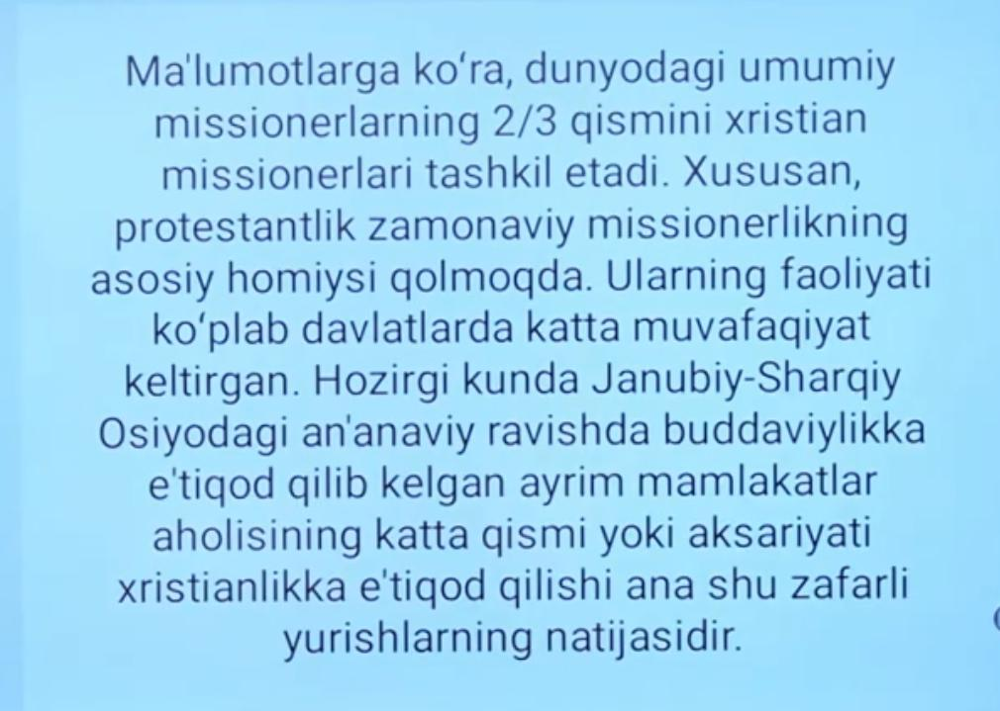 Ma'lumotlarga ko‘ra, dunyodagi umumiy
missionerlarning 2/3 qismini xristian
missionerlari tashkil etadi. Xususan,
protestantlik zamonaviy missionerlikning
asosiy homiysi qolmoqda. Ularning faoliyati
ko‘plab davlatlarda katta muvafaqiyat
keltirgan. Hozirgi kunda Janubiy-Sharqiy
Osiyodagi an'anaviy ravishda buddaviylikka
e'tiqod qilib kelgan ayrim mamlakatlar
aholisining katta qismi yoki aksariyati
xristianlikka e'tiqod qilishi ana shu zafarli
yurishlarning natijasidir.